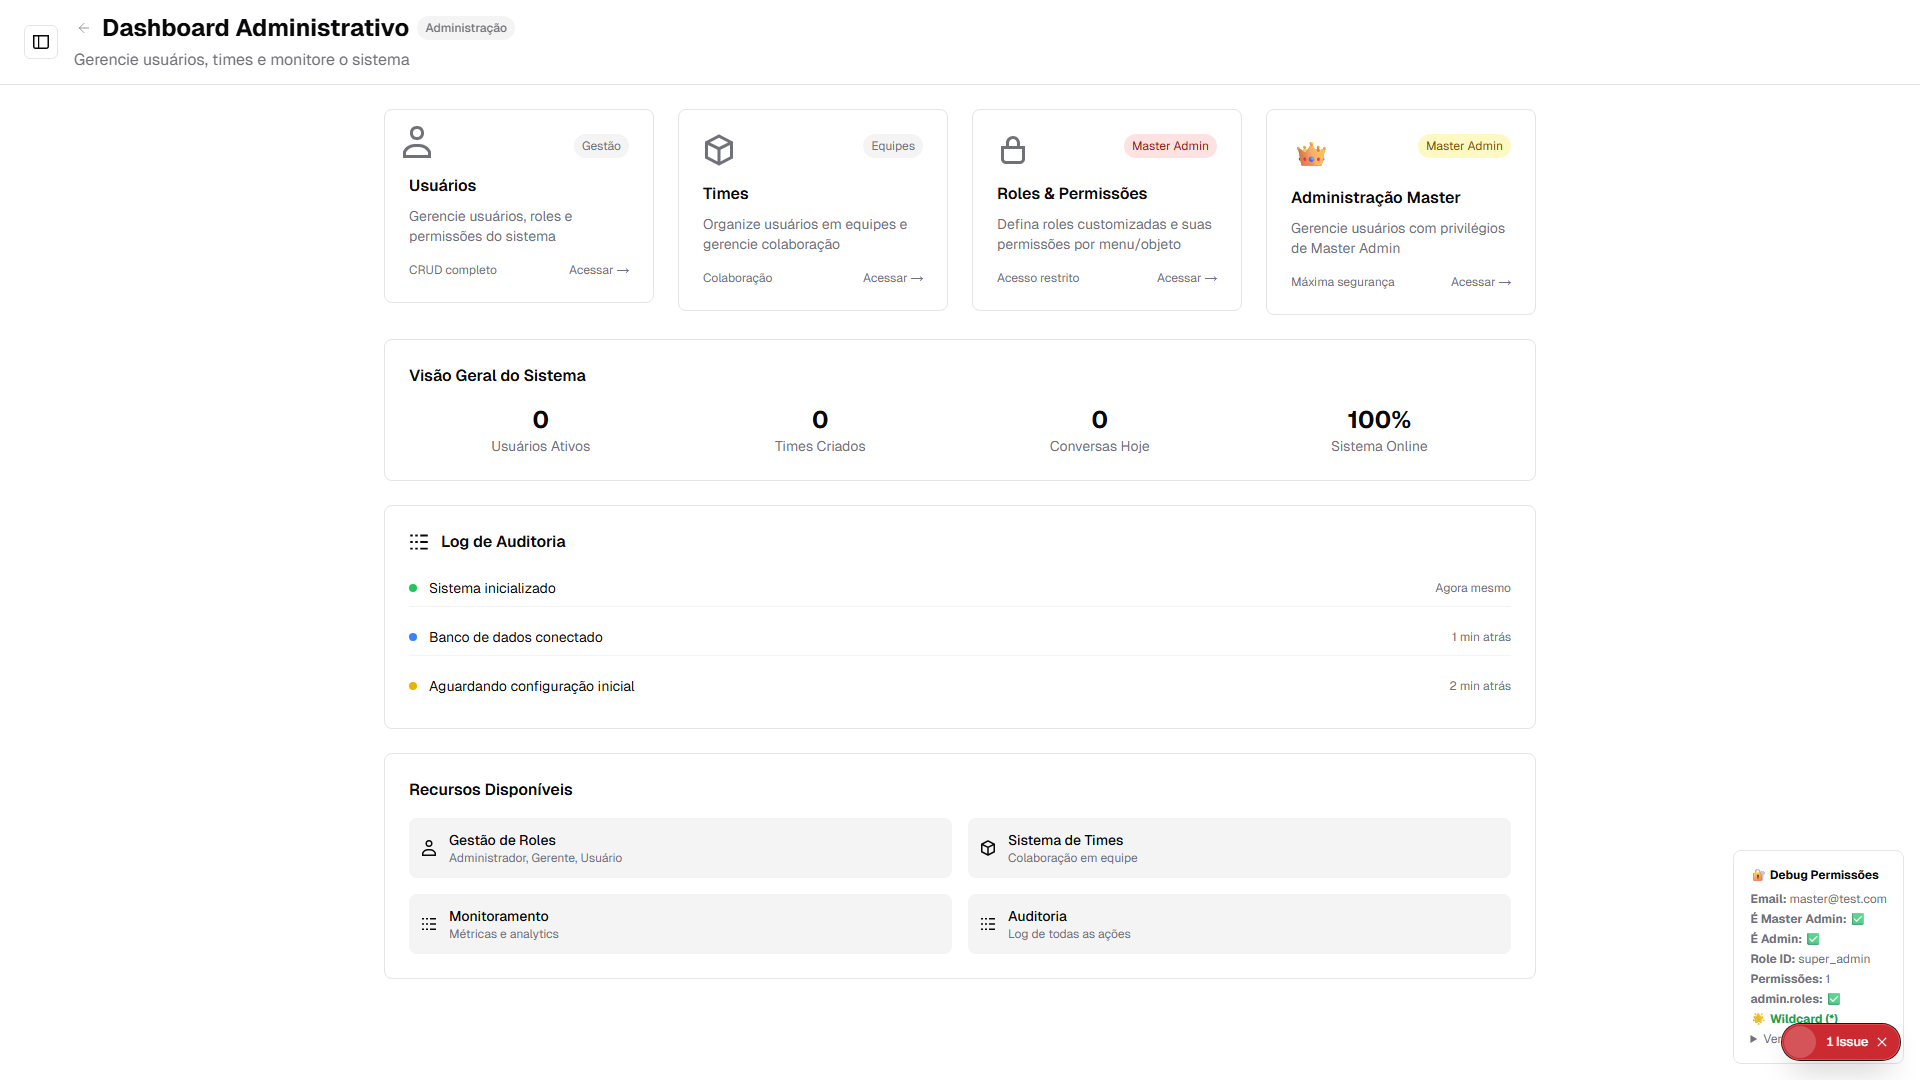 ← Dashboard Administrativo Administração
Gerencie usuários, times e monitore o sistema
Gestão
Usuários
Gerencie usuários, roles e
permissões do sistema
CRUD completo Acessar →
Equipes
Times
Organize usuários em equipes e
gerencie colaboração
Colaboração Acessar →
Master Admin
Roles & Permissões
Defina roles customizadas e suas
permissões por menu/objeto
Acesso restrito Acessar →
Master Admin
Administração Master
Gerencie usuários com privilégios
de Master Admin
Máxima segurança Acessar →
Visão Geral do Sistema
0 0 0 100%
Usuários Ativos Times Criados Conversas Hoje Sistema Online
Log de Auditoria
Sistema inicializado Agora mesmo
Banco de dados conectado 1 min atrás
Aguardando configuração inicial 2 min atrás
Recursos Disponíveis
Gestão de Roles
Administrador, Gerente, Usuário
Sistema de Times
Colaboração em equipe
Monitoramento
Métricas e analytics
Auditoria
Log de todas as ações
🔐 Debug Permissões
Email: master@test.com
É Master Admin: ✅
É Admin: ✅
Role ID: super_admin
Permissões: 1
admin.roles: ✅
🌟 Wildcard (*)
1 Issue